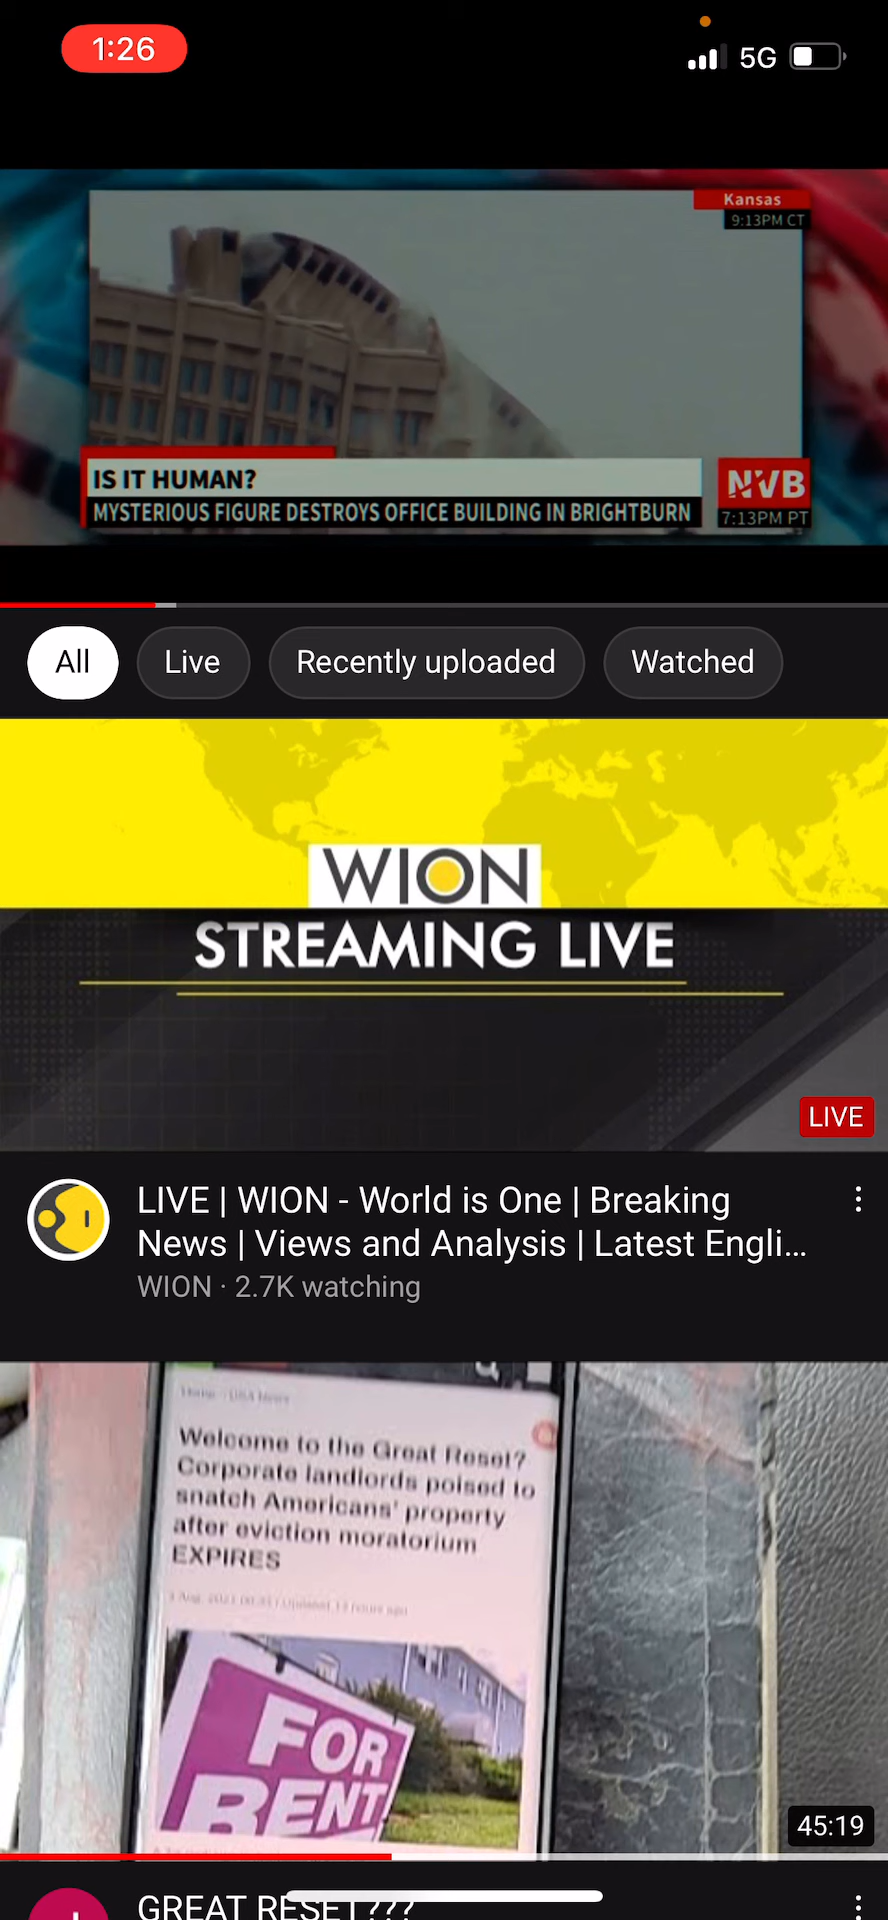 1:26
5G
Kansas
9:13PM CT
IS IT HUMAN?
MYSTERIOUS FIGURE DESTROYS OFFICE BUILDING IN BRIGHTBURN
NVB
7:13PM PT
All
Live
Recently uploaded
Watched
WION
STREAMING LIVE
LIVE
LIVE | WION - World is One | Breaking
News | Views and Analysis | Latest Engli...
WION · 2.7K watching
Home
USA News
Welcome to the Great Reset?
Corporate landlords poised to
snatch Americans' property
after eviction moratorium
EXPIRES
FOR
RENT
45:19
GREAT RESET???